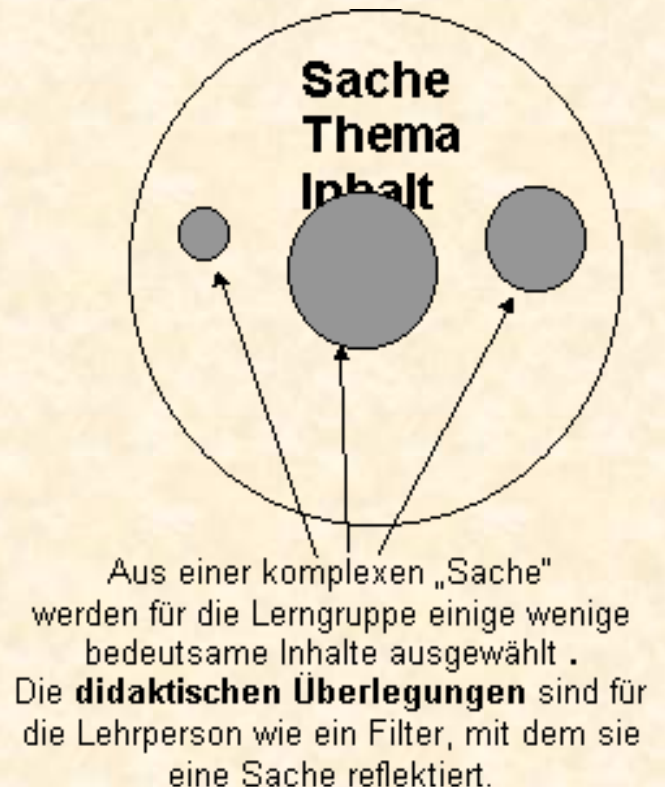 Sache
Thema
Inhalt
Aus einer komplexen „Sache"
werden für die Lerngruppe einige wenige
bedeutsame Inhalte ausgewählt .
Die didaktischen Überlegungen sind für
die Lehrperson wie ein Filter, mit dem sie
eine Sache reflektiert.